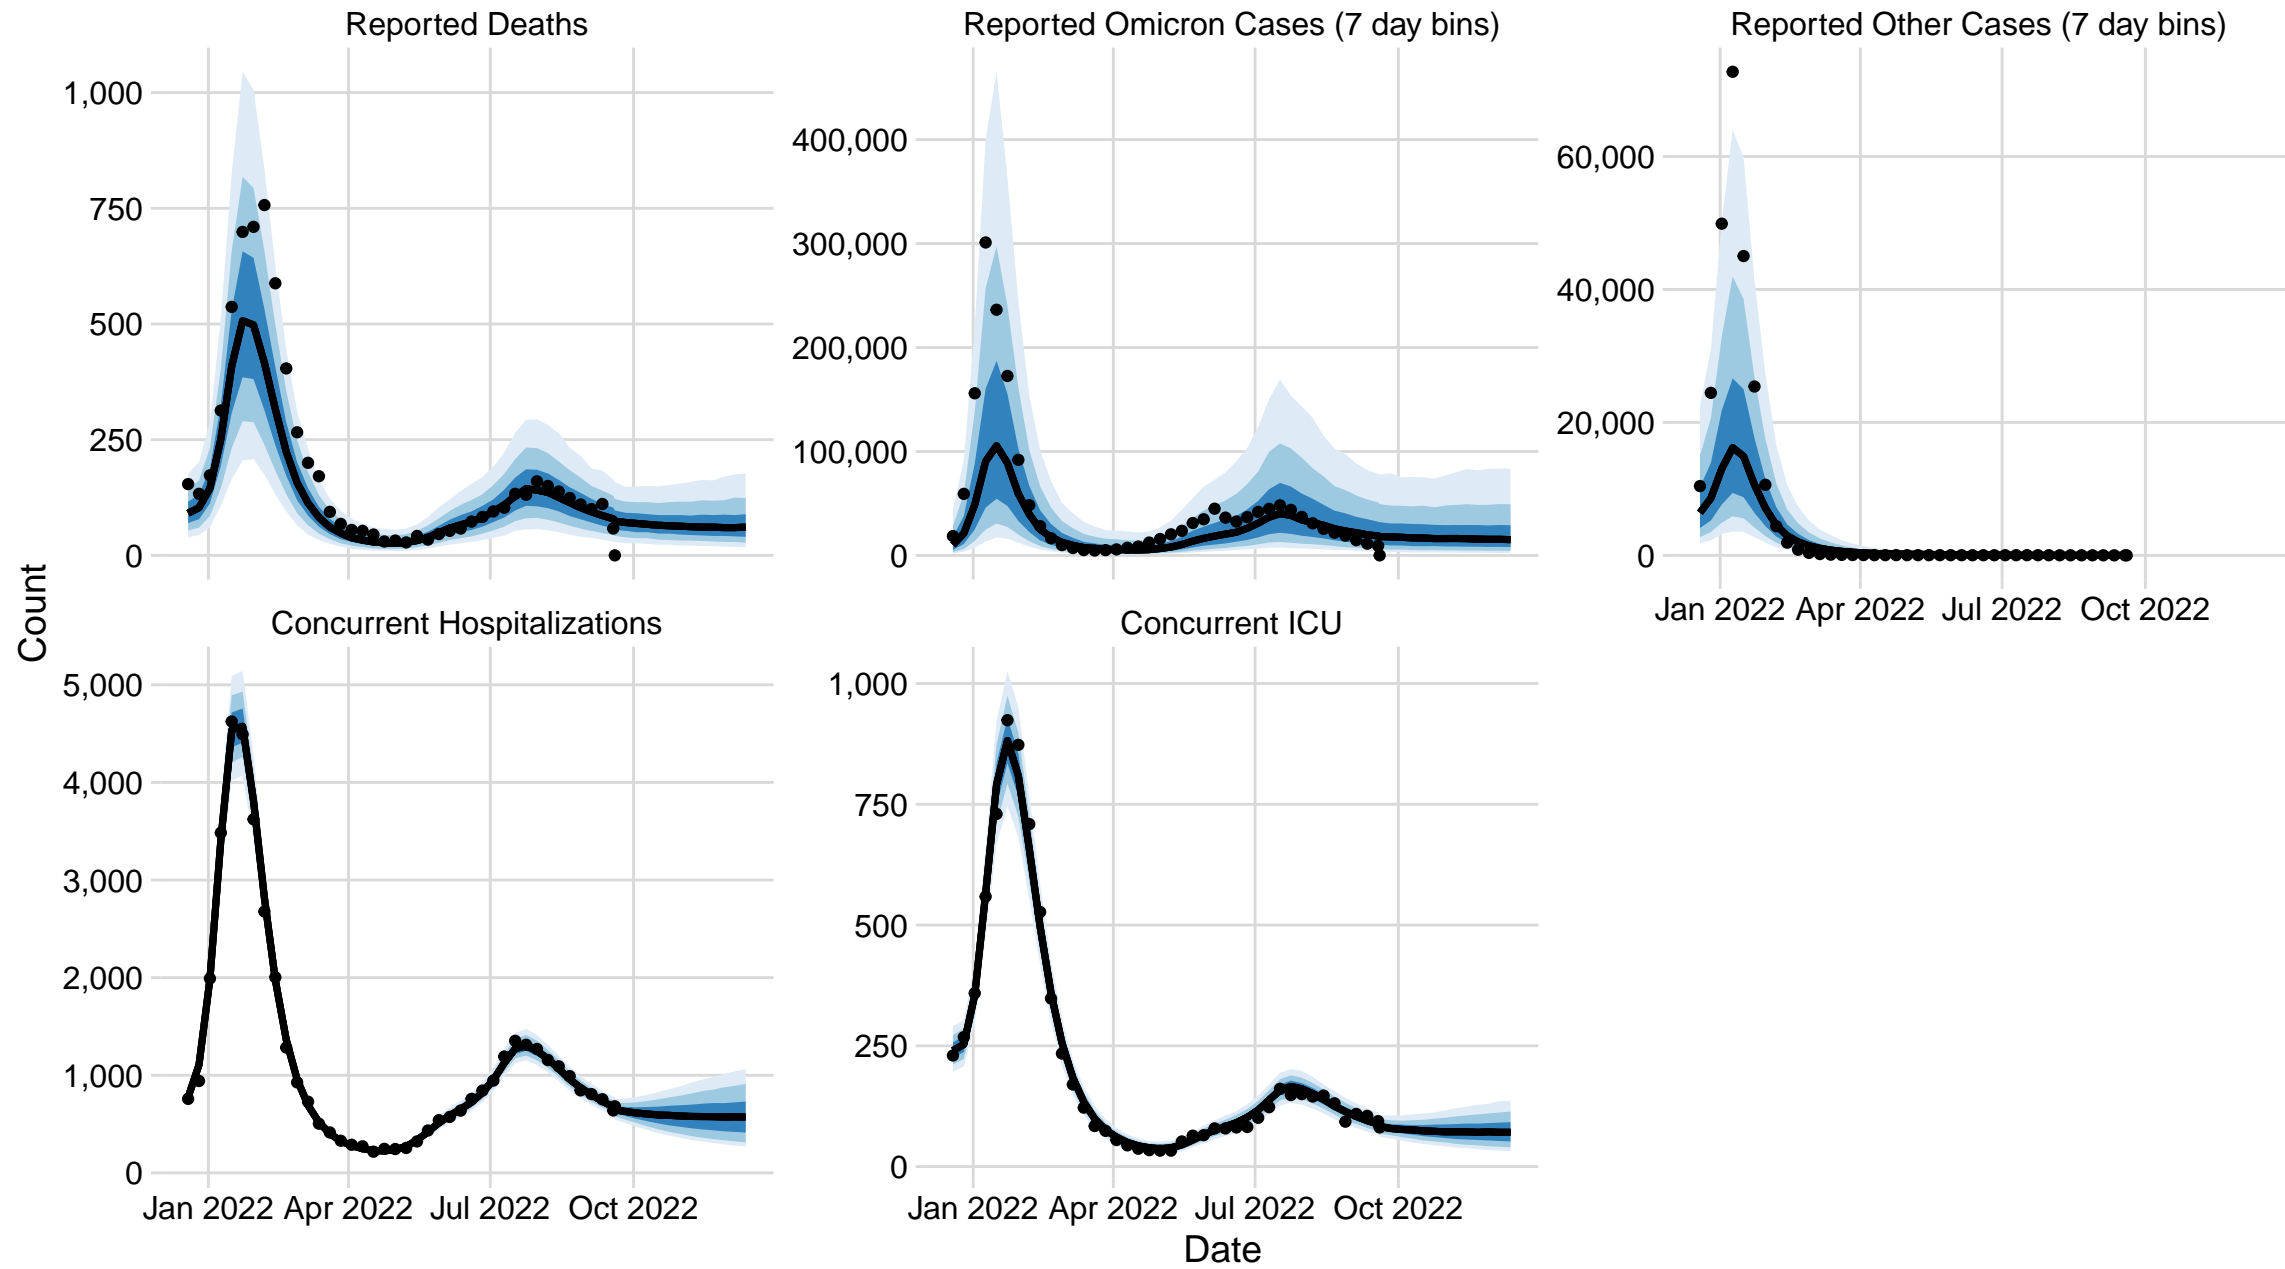 Reported Deaths
Reported Omicron Cases (7 day bins)
Reported Other Cases (7 day bins)
1,000
750
500
250
0
400,000
300,000
200,000
100,000
0
60,000
40,000
20,000
0
Jan 2022 Apr 2022 Jul 2022 Oct 2022
Count
Concurrent Hospitalizations
Concurrent ICU
5,000
4,000
3,000
2,000
1,000
0
Jan 2022 Apr 2022 Jul 2022 Oct 2022
1,000
750
500
250
0
Jan 2022 Apr 2022 Jul 2022 Oct 2022
Date